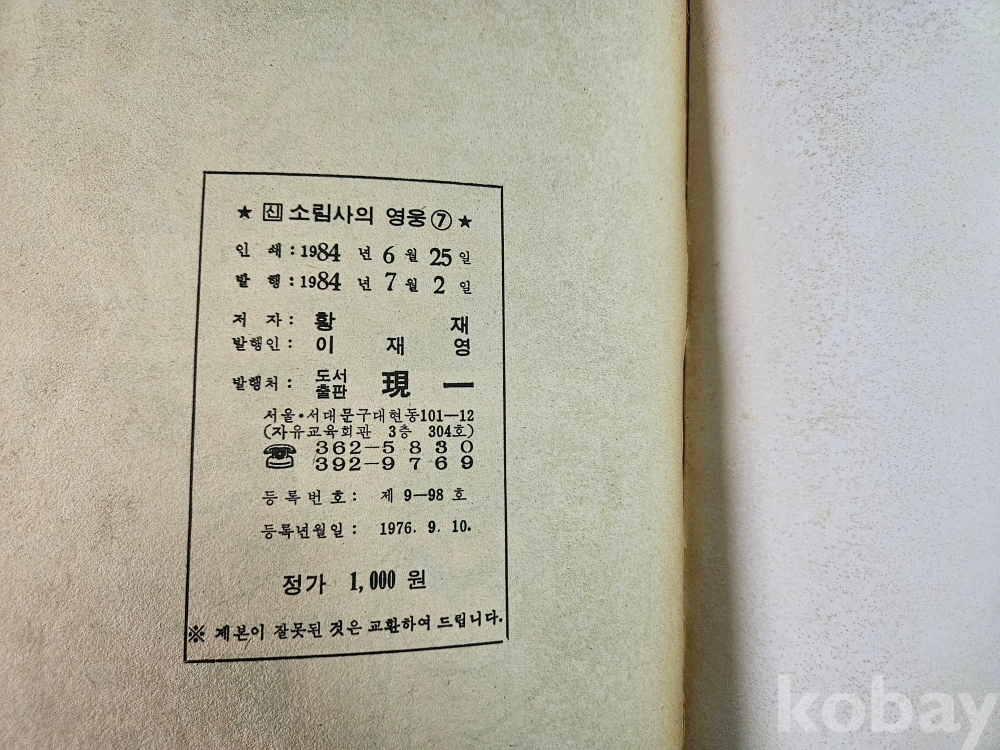 ★ 신 소림사의 영웅 ⑦ ★
인 쇄 : 1984 년 6 월 25 일
발 행 : 1984 년 7 월 2 일
저 자 : 황 재
발행인 : 이 재 영
발행처 : 도서출판 現一
서울·서대문구대현동101—12
(자유교육회관 3층 304호)
☎ 362—5830
392—9769
등록번호 : 제 9—98 호
등록년월일 : 1976. 9. 10.
정가 1,000 원
※ 제본이 잘못된 것은 교환하여 드립니다.
kobay